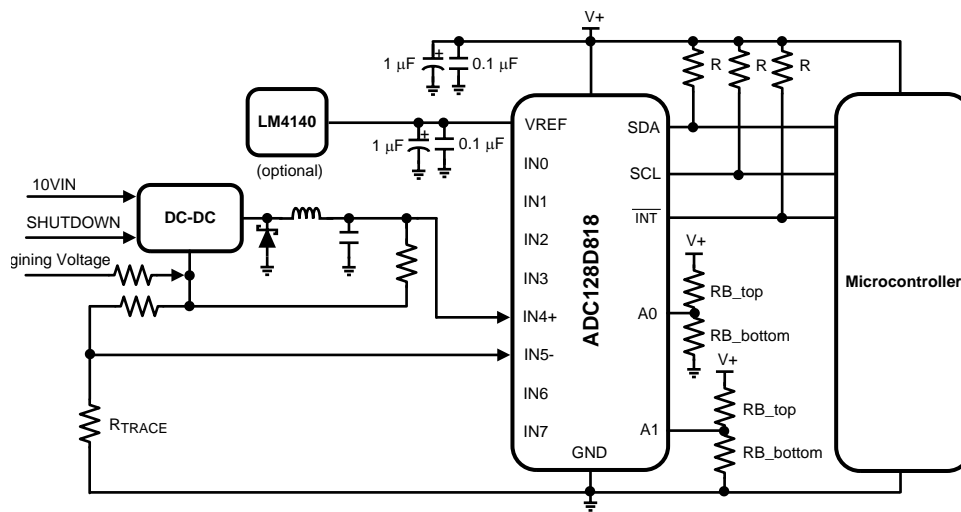 V+
1 μF
+
0.1 μF
R
R
R
LM4140
(optional)
1 μF
+
0.1 μF
VREF
SDA
IN0
SCL
IN1
INT
IN2
IN3
IN4+
IN5-
IN6
IN7
A0
A1
GND
ADC128D818
10VIN
SHUTDOWN
DC-DC
gining Voltage
RTRACE
V+
RB_top
RB_bottom
V+
RB_top
RB_bottom
Microcontroller